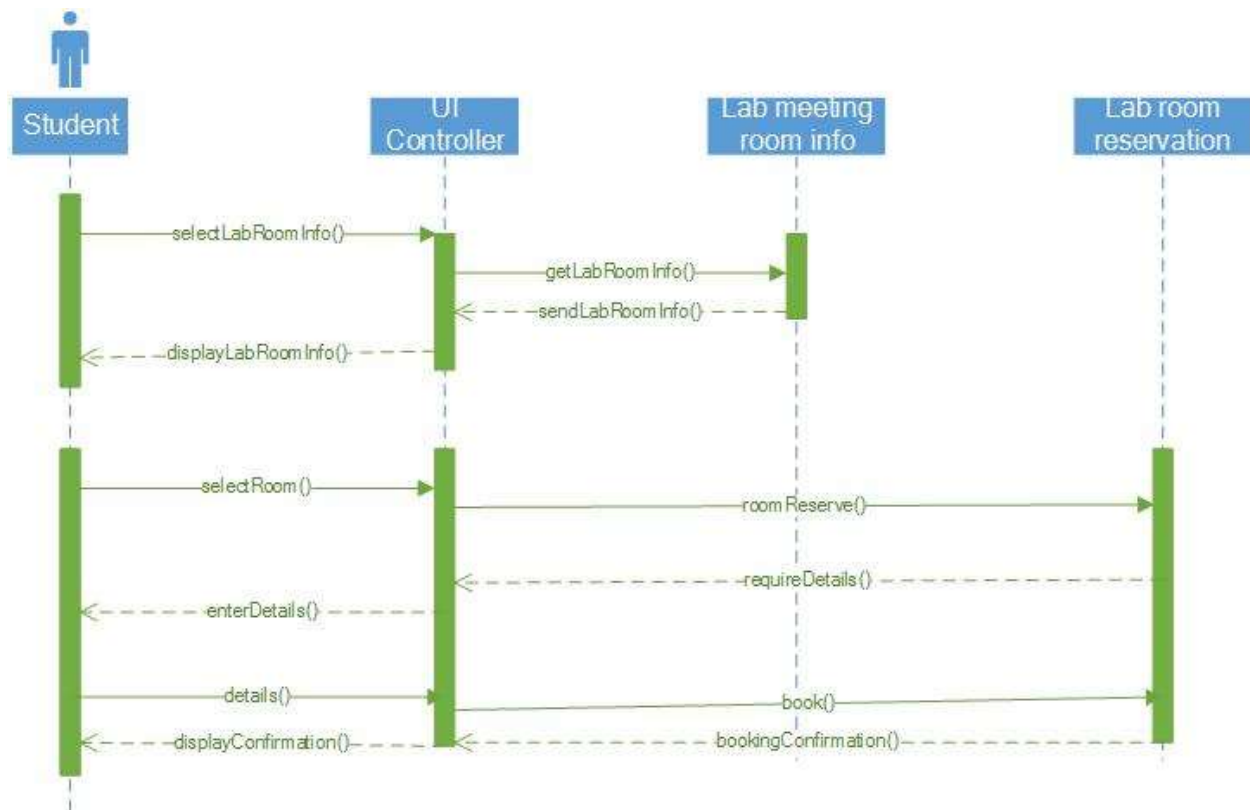 Student
UI
Controller
Lab meeting
room info
Lab room
reservation
selectLabRoomInfo()
getLabRoomInfo()
sendLabRoomInfo()
displayLabRoomInfo()
selectRoom()
roomReserve()
requireDetails()
enterDetails()
details()
book()
displayConfirmation()
bookingConfirmation()